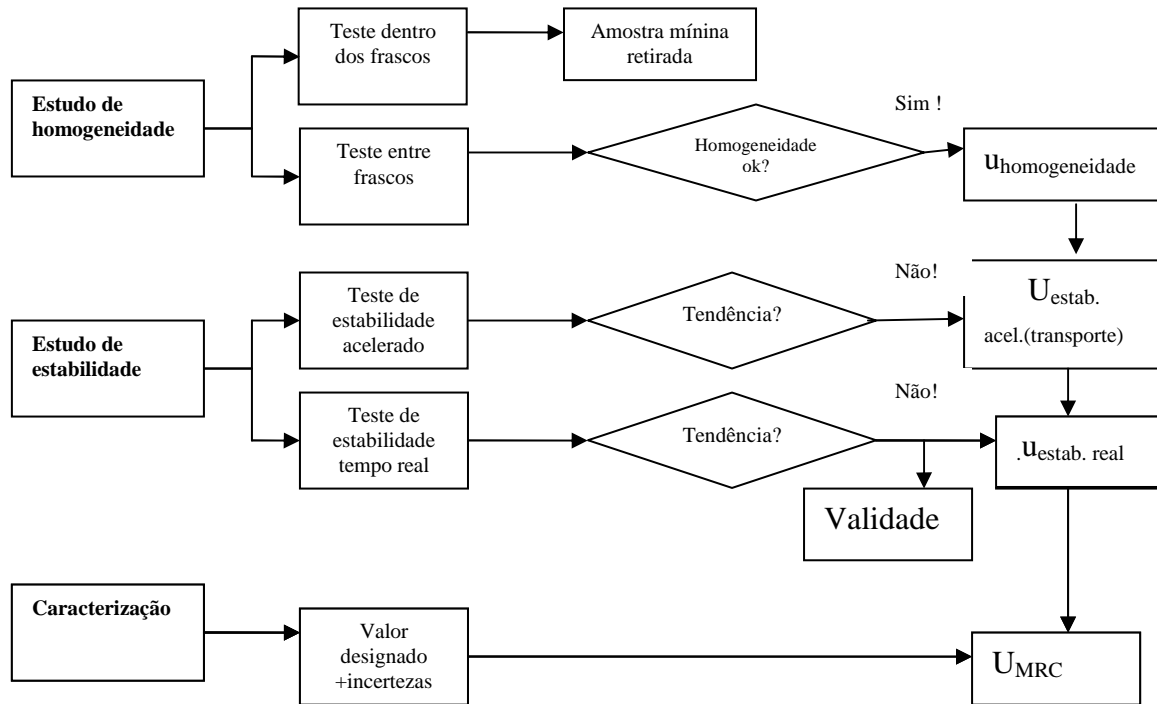 Teste dentro
dos frascos
Amostra mínina
retirada
Estudo de
homogeneidade
Sim !
Teste entre
frascos
Homogeneidade
ok?
uhomogeneidade
Teste de
estabilidade
acelerado
Tendência?
Não!
Uestab.
acel.(transporte)
Estudo de
estabilidade
Teste de
estabilidade
tempo real
Tendência?
Não!
.uestab. real
Validade
Caracterização
Valor
designado
+incertezas
UMRC